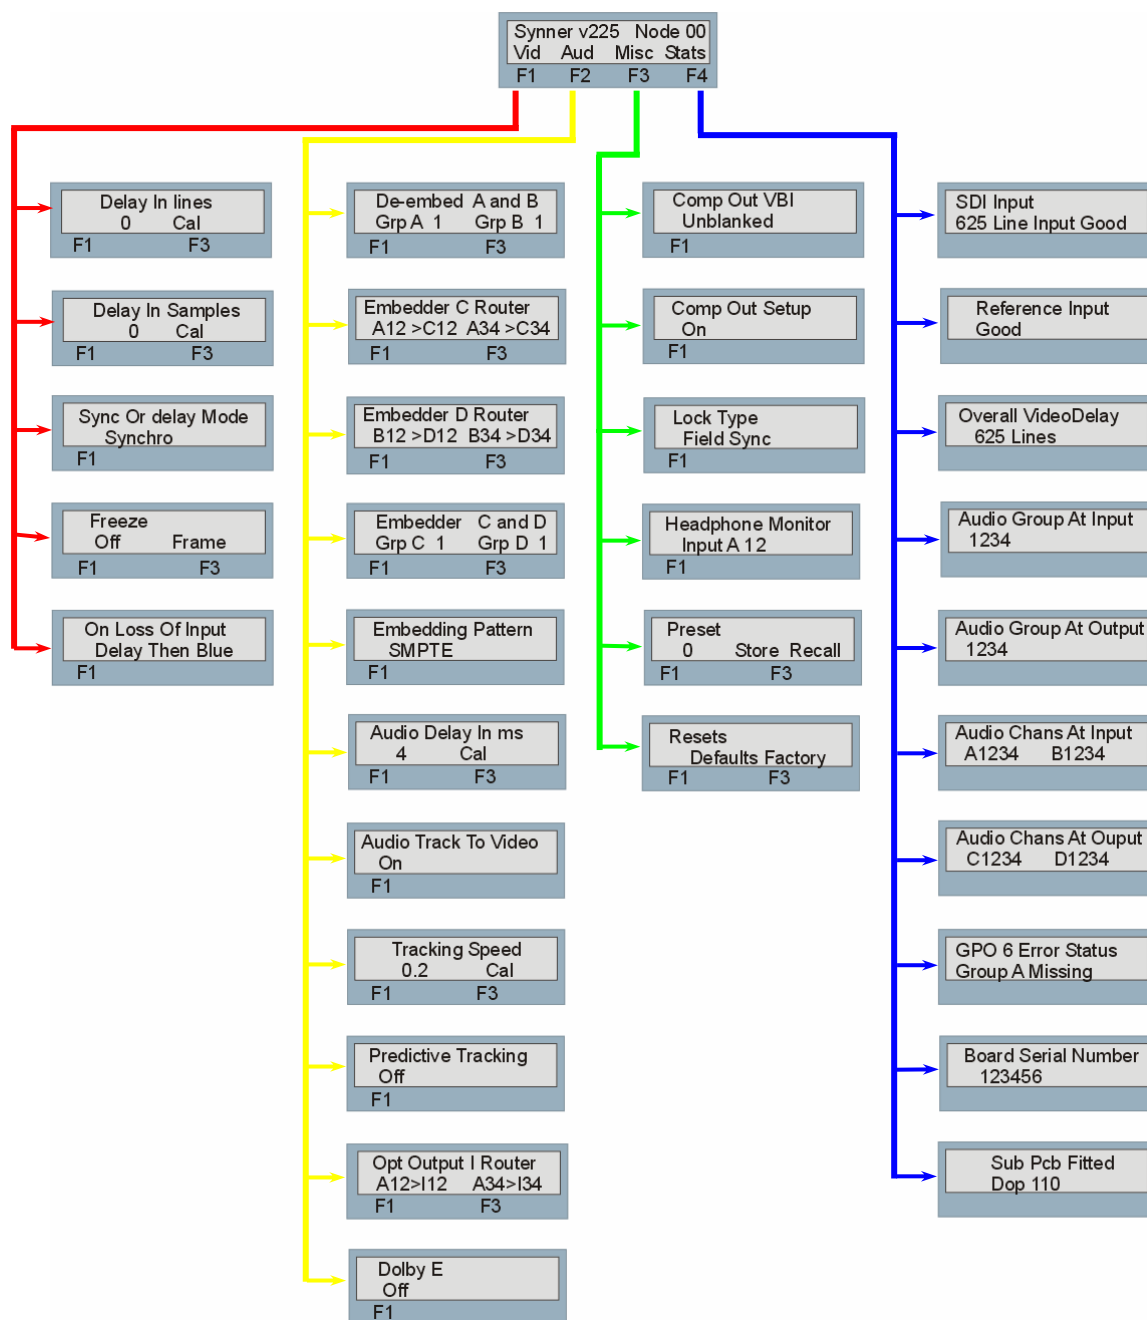 Synner v225 Node 00
Vid Aud Misc Stats
F1 F2 F3 F4
Delay In lines
0 Cal
F1 F3
Delay In Samples
0 Cal
F1 F3
Sync Or delay Mode
Synchro
F1
Freeze
Off Frame
F1 F3
On Loss Of Input
Delay Then Blue
F1
De-embed A and B
Grp A 1 Grp B 1
F1 F3
Embedder C Router
A12 >C12 A34 >C34
F1 F3
Embedder D Router
B12 >D12 B34 >D34
F1 F3
Embedder C and D
Grp C 1 Grp D 1
F1 F3
Embedding Pattern
SMPTE
F1
Audio Delay In ms
4 Cal
F1 F3
Audio Track To Video
On
F1
Tracking Speed
0.2 Cal
F1 F3
Predictive Tracking
Off
F1
Opt Output I Router
A12>I12 A34>I34
F1 F3
Dolby E
Off
F1
Comp Out VBI
Unblanked
F1
Comp Out Setup
On
F1
Lock Type
Field Sync
F1
Headphone Monitor
Input A 12
F1
Preset
0 Store Recall
F1 F3
Resets
Defaults Factory
F1 F3
SDI Input
625 Line Input Good
Reference Input
Good
Overall VideoDelay
625 Lines
Audio Group At Input
1234
Audio Group At Output
1234
Audio Chans At Input
A1234 B1234
Audio Chans At Ouput
C1234 D1234
GPO 6 Error Status
Group A Missing
Board Serial Number
123456
Sub Pcb Fitted
Dop 110